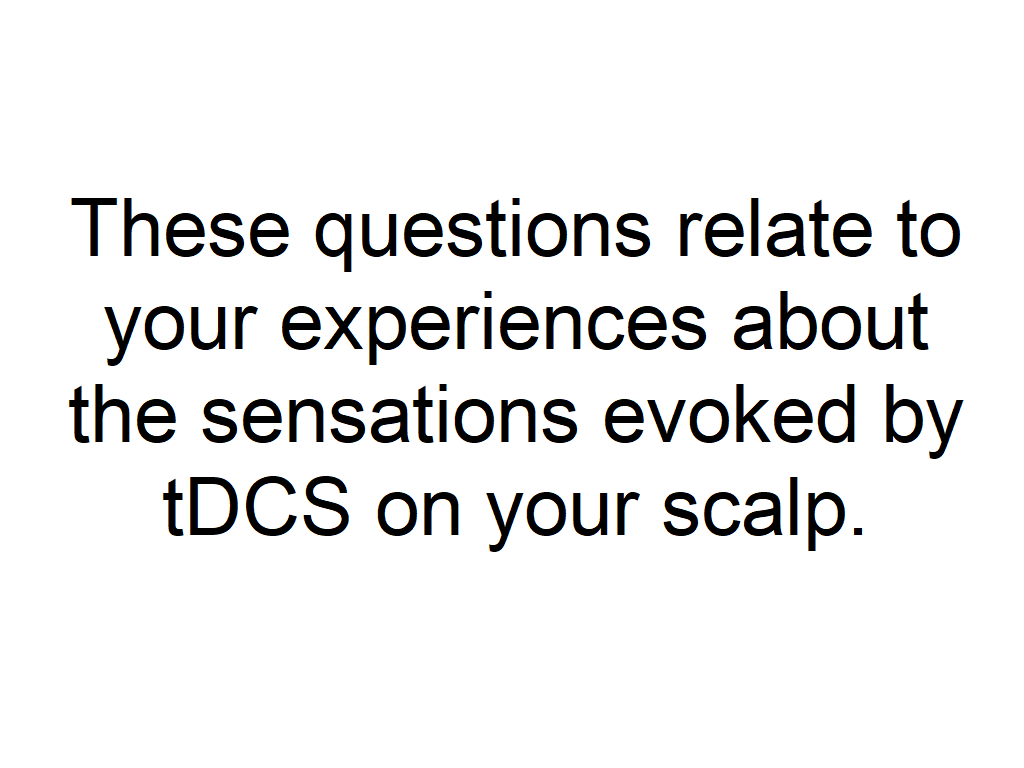 These questions relate to
your experiences about
the sensations evoked by
tDCS on your scalp.